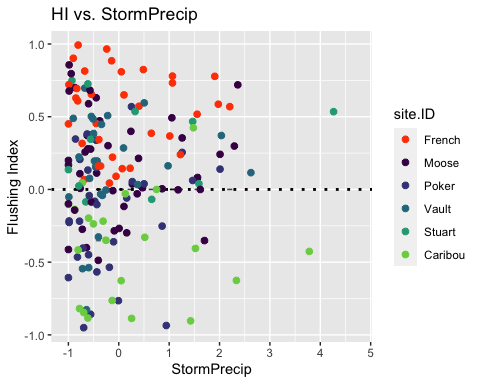 HI vs. StormPrecip
1.0
0.5
0.0
-0.5
-1.0
Flushing Index
-1
0
1
2
3
4
5
StormPrecip
site.ID
French
Moose
Poker
Vault
Stuart
Caribou